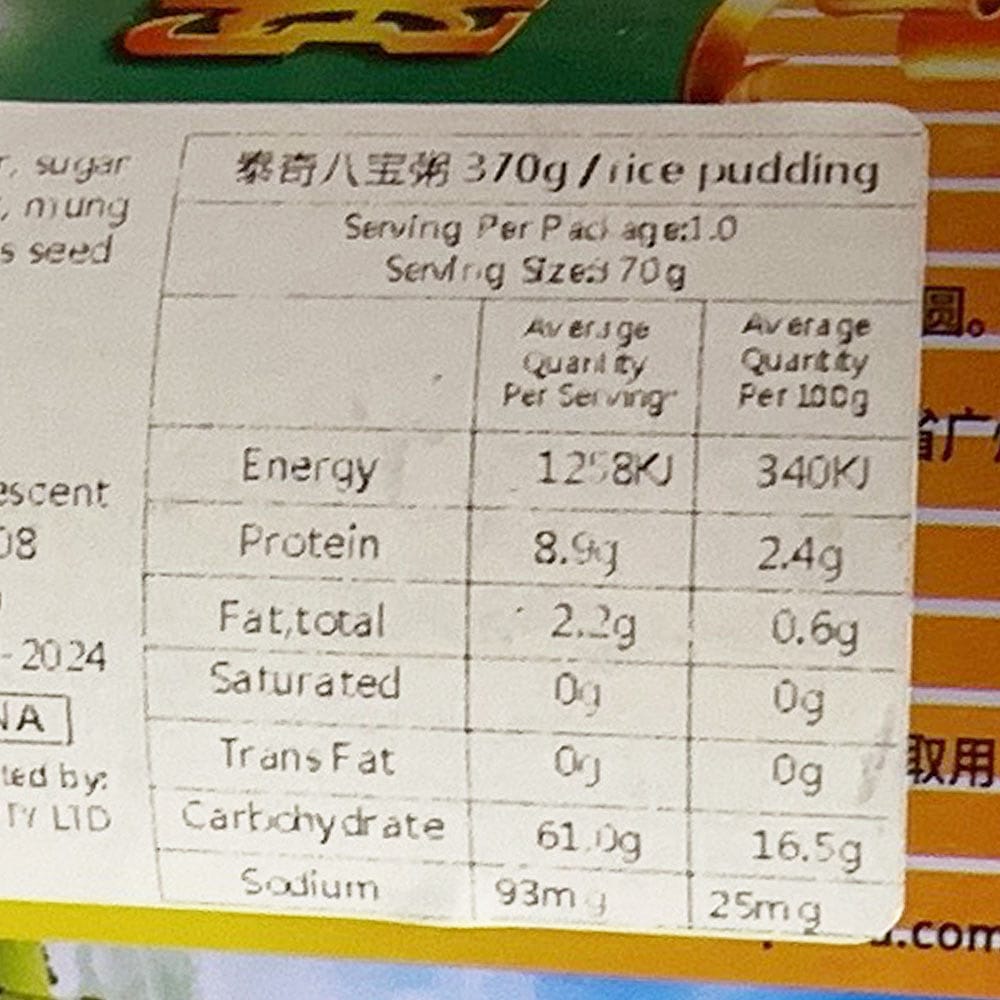 r, sugar
, mung
s seed
escent
08
- 2024
NA
ted by:
TY LTD
泰奇八宝粥 370g / rice pudding
Serving Per Package:1.0
Serving Size:370g
Average Quantity Per Serving
Average Quantity Per 100g
Energy 1258KJ 340KJ
Protein 8.9g 2.4g
Fat,total 2.2g 0.6g
Saturated 0g 0g
Trans Fat 0g 0g
Carbohydrate 61.0g 16.5g
Sodium 93mg 25mg
圆。
省广
取用
.com